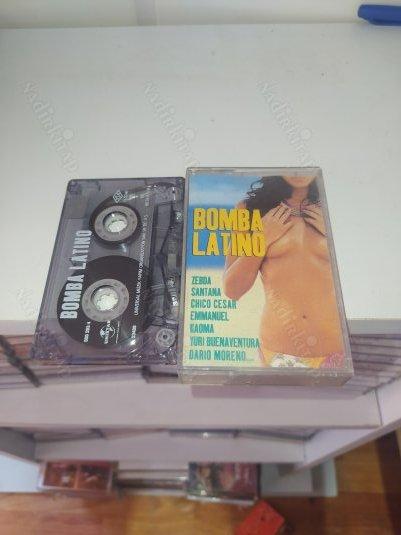 BOMBA LATINO
BOMBA
LATINO
ZEBDA
SANTANA
CHICO CESAR
EMMANUEL
KAOMA
YURI BUENAVENTURA
DARIO MORENO...